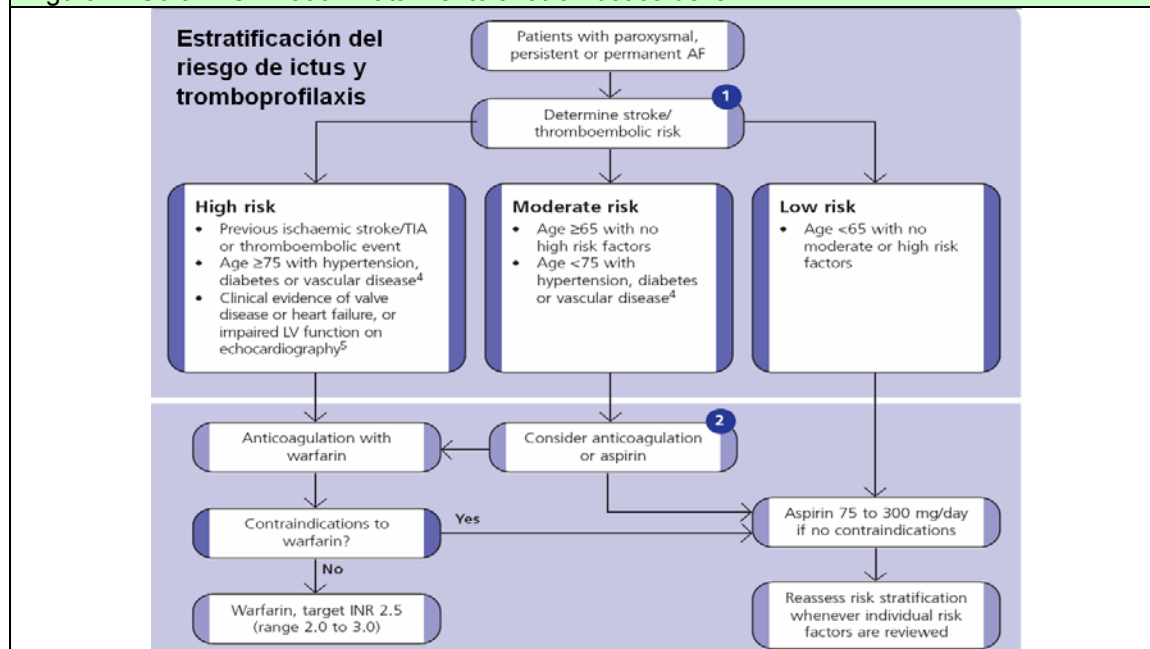 Estratificación del
riesgo de ictus y
tromboprofilaxis
Patients with paroxysmal,
persistent or permanent AF
1
Determine stroke/
thromboembolic risk
High risk
• Previous ischaemic stroke/TIA
or thromboembolic event
• Age ≥75 with hypertension,
diabetes or vascular disease4
• Clinical evidence of valve
disease or heart failure, or
impaired LV function on
echocardiography5
Moderate risk
• Age ≥65 with no
high risk factors
• Age <75 with
hypertension, diabetes
or vascular disease4
Low risk
• Age <65 with no
moderate or high risk
factors
Anticoagulation with
warfarin
2
Consider anticoagulation
or aspirin
Contraindications to
warfarin?
Yes
Aspirin 75 to 300 mg/day
if no contraindications
No
Warfarin, target INR 2.5
(range 2.0 to 3.0)
Reassess risk stratification
whenever individual risk
factors are reviewed